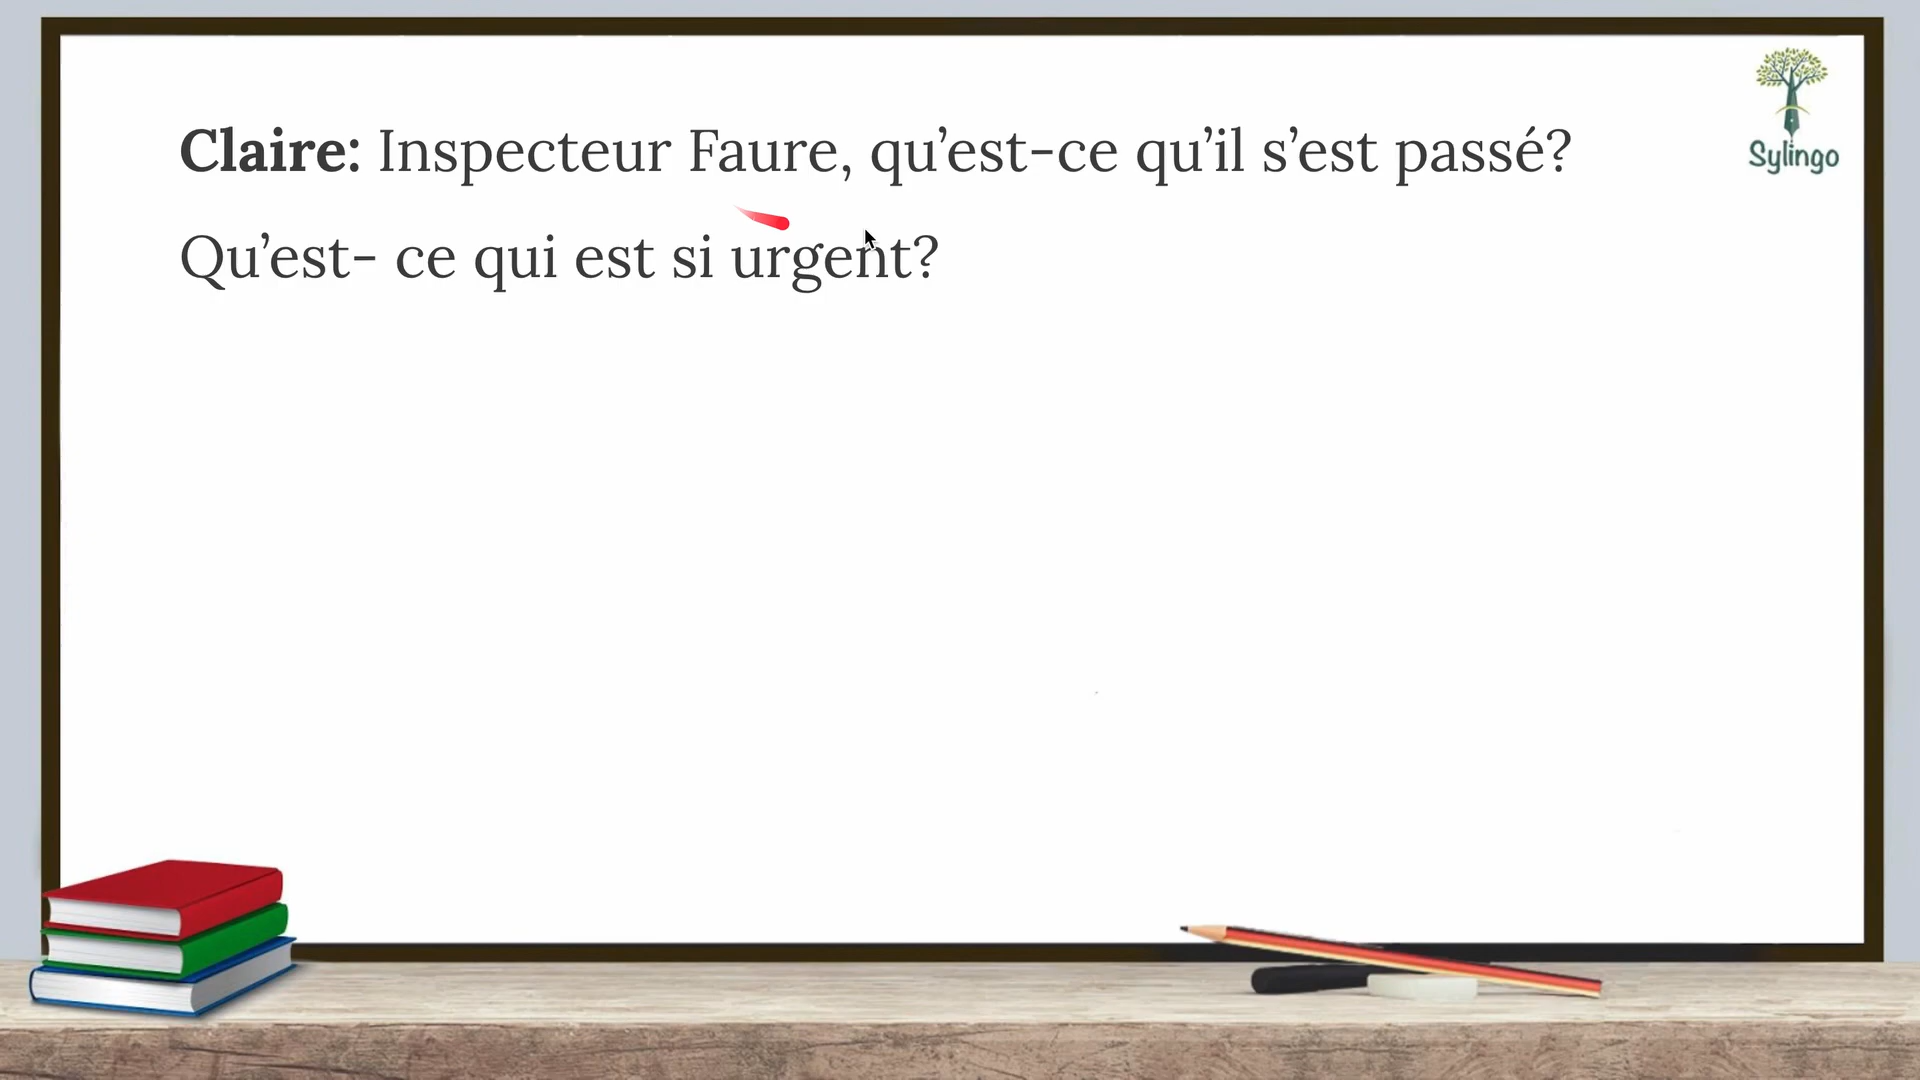 Claire: Inspecteur Faure, qu’est-ce qu’il s’est passé?
Qu’est- ce qui est si urgent?
Sylingo